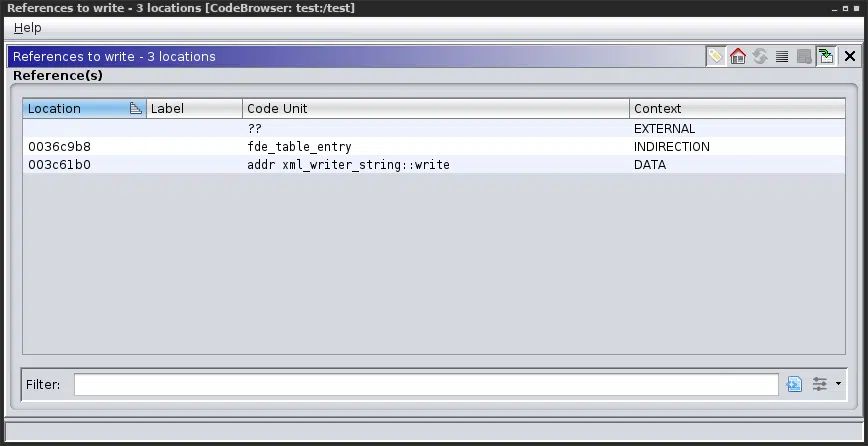 References to write - 3 locations [CodeBrowser: test:/test]
Help
References to write - 3 locations
Reference(s)
Location Label Code Unit Context
?? EXTERNAL
0036c9b8 fde_table_entry INDIRECTION
003c61b0 addr xml_writer_string::write DATA
Filter: